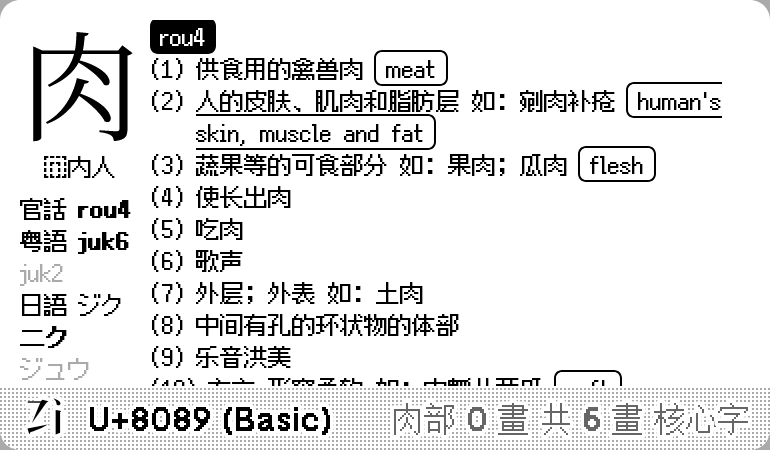 肉
⿵内人
官話 rou4
粤語 juk6
juk2
日語 ジク
ニク
ジュウ
rou4
(1) 供食用的禽兽肉 meat
(2) 人的皮肤、肌肉和脂肪层 如：剜肉补疮 human's
skin, muscle and fat
(3) 蔬果等的可食部分 如：果肉；瓜肉 flesh
(4) 使长出肉
(5) 吃肉
(6) 歌声
(7) 外层；外表 如：土肉
(8) 中间有孔的环状物的体部
(9) 乐音洪美
Zi U+8089 (Basic) 肉部 0 畫 共 6 畫 核心字